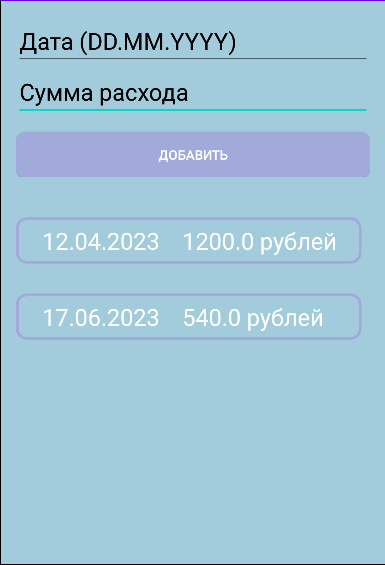 Дата (DD.MM.YYYY)
Сумма расхода
ДОБАВИТЬ
12.04.2023 1200.0 рублей
17.06.2023 540.0 рублей